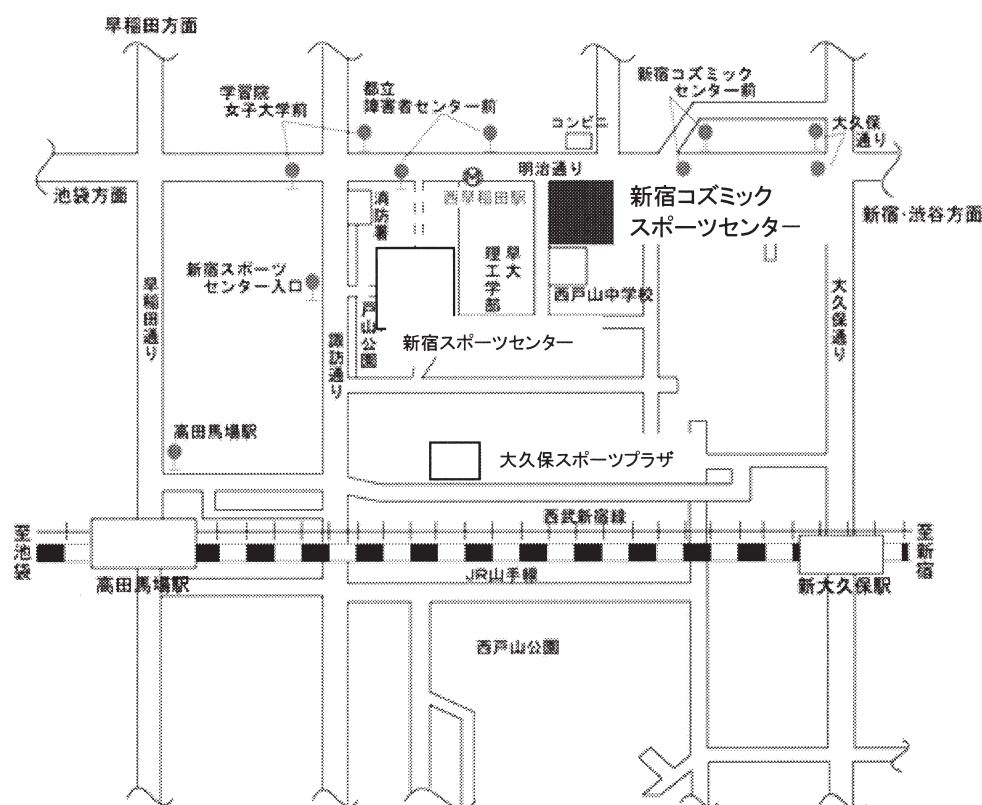 早稲田方面
学習院
女子大学前
都立
障害者センター前
新宿コズミック
センター前
コンビニ
大久保
通り
明治通り
池袋方面
消防署
西早稲田駅
新宿コズミック
スポーツセンター
新宿・渋谷方面
早大
理工学部
新宿スポーツ
センター入口
西戸山中学校
早稲田通り
諏訪通り
戸山公園
大久保通り
新宿スポーツセンター
高田馬場駅
大久保スポーツプラザ
西武新宿線
至池袋
至新宿
高田馬場駅
JR山手線
新大久保駅
西戸山公園